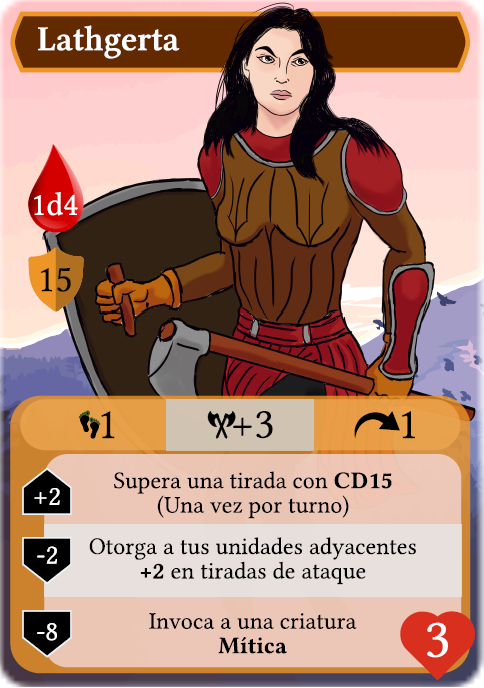 Lathgerta
1d4
15
1 +3 1
+2
Supera una tirada con CD15
(Una vez por turno)
-2
Otorga a tus unidades adyacentes
+2 en tiradas de ataque
-8
Invoca a una criatura
Mítica
3